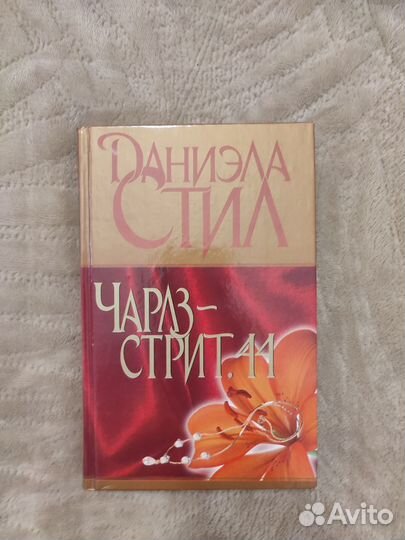 Даниэла
Стил
Чарлз-
стрит, 44
Avito